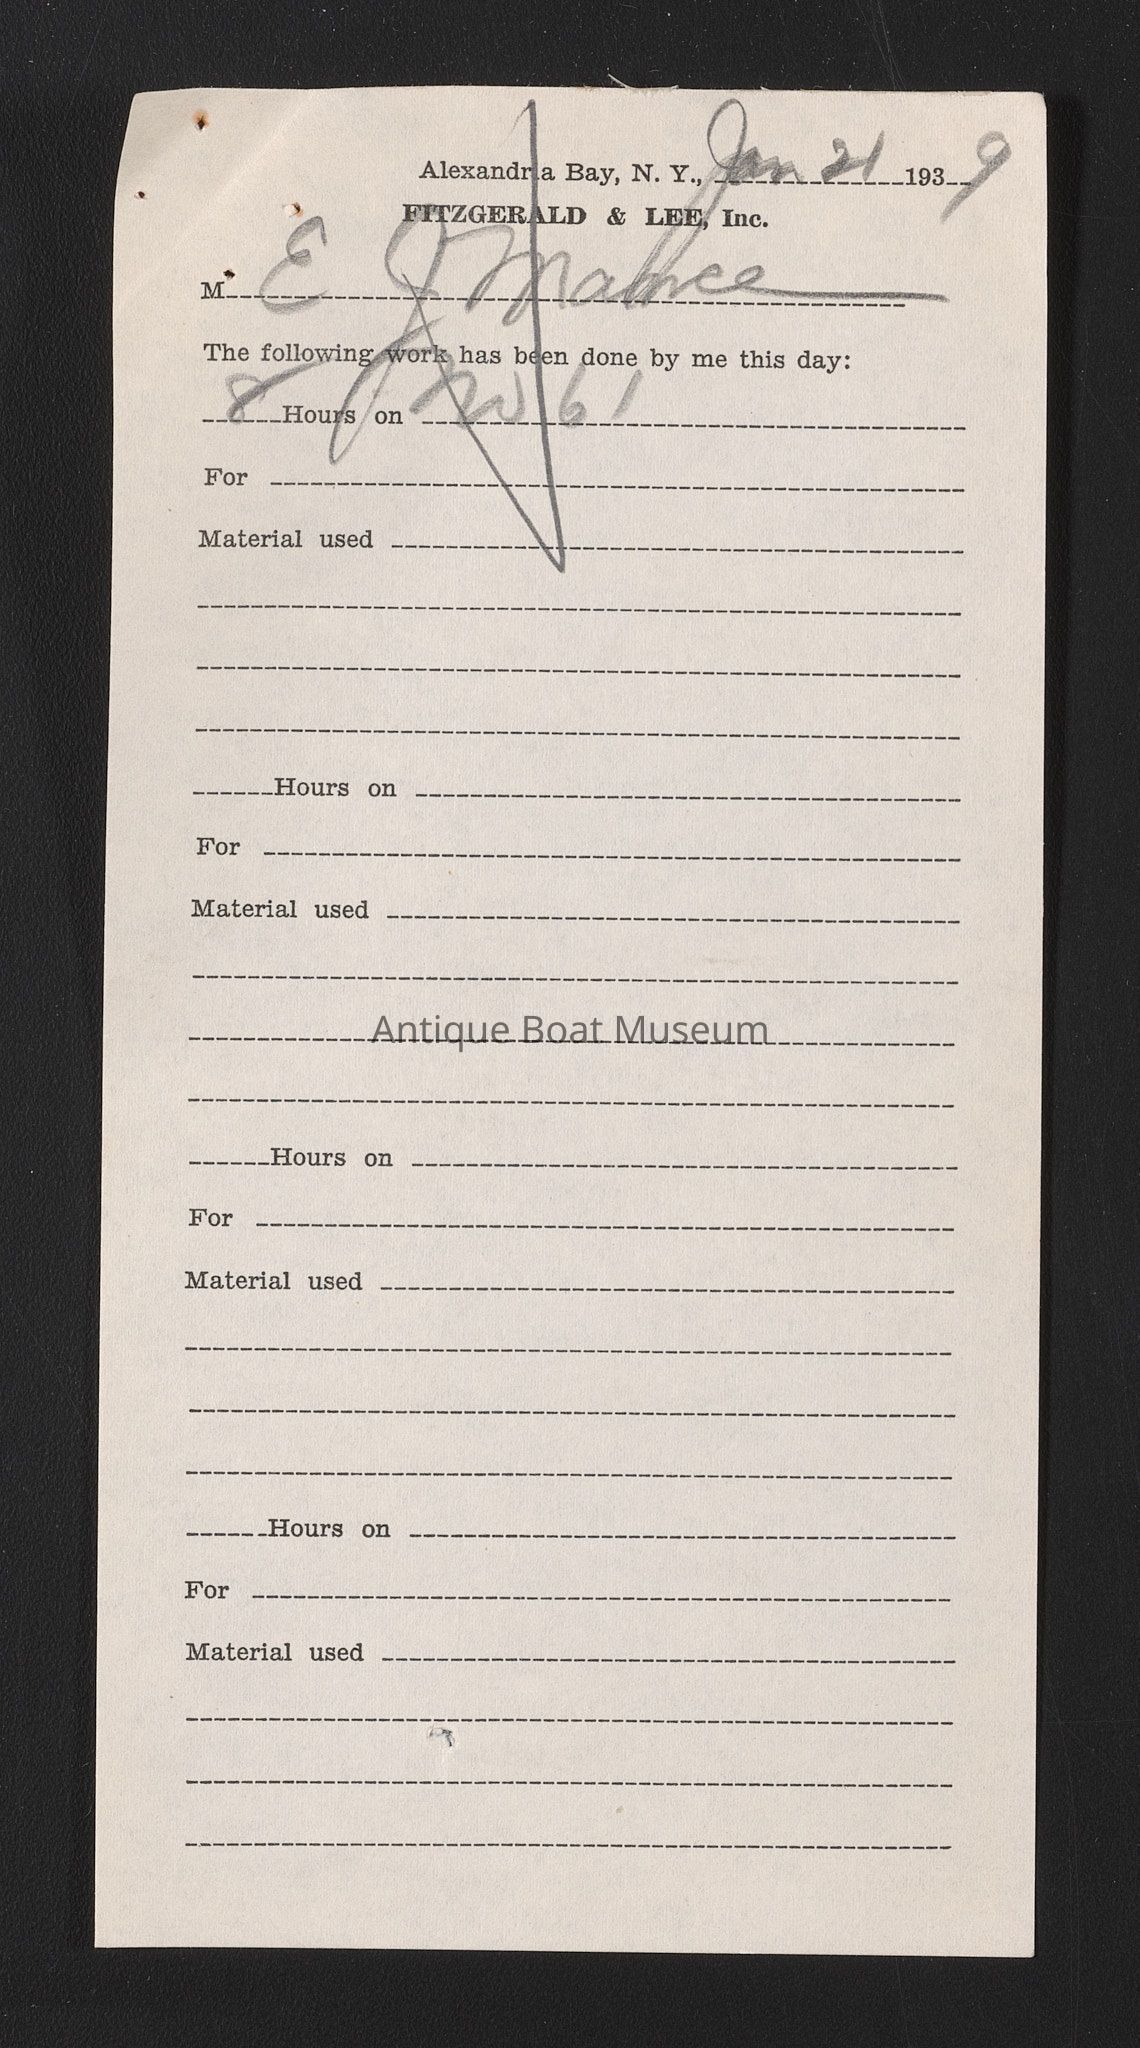 Alexandria Bay, N. Y., Jan 21 1939
FITZGERALD & LEE, Inc.
M E J
The following work has been done by me this day:
8 Hours on 61
For
Material used
Hours on
For
Material used
Antique Boat Museum
Hours on
For
Material used
Hours on
For
Material used